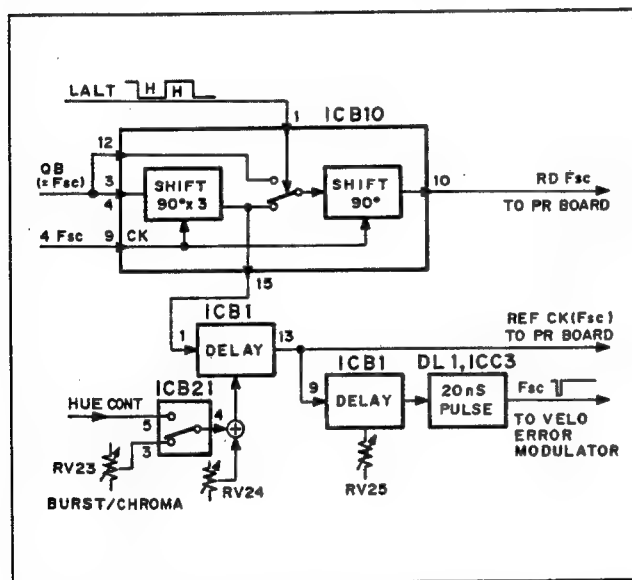 LALT H H
1 ICB10
12
QB
(= Fsc)
3
4
SHIFT
90° x 3
SHIFT
90°
10
RD Fsc
TO PR BOARD
4 Fsc 9 CK
15
ICB1
1
DELAY
13
REF CK(Fsc)
TO PR BOARD
ICB1
9
DELAY
DL1, ICC3
20nS
PULSE
Fsc
TO VELO
ERROR
MODULATOR
ICB21
HUE CONT
5
4
3
RV23
BURST/CHROMA
RV24
RV25